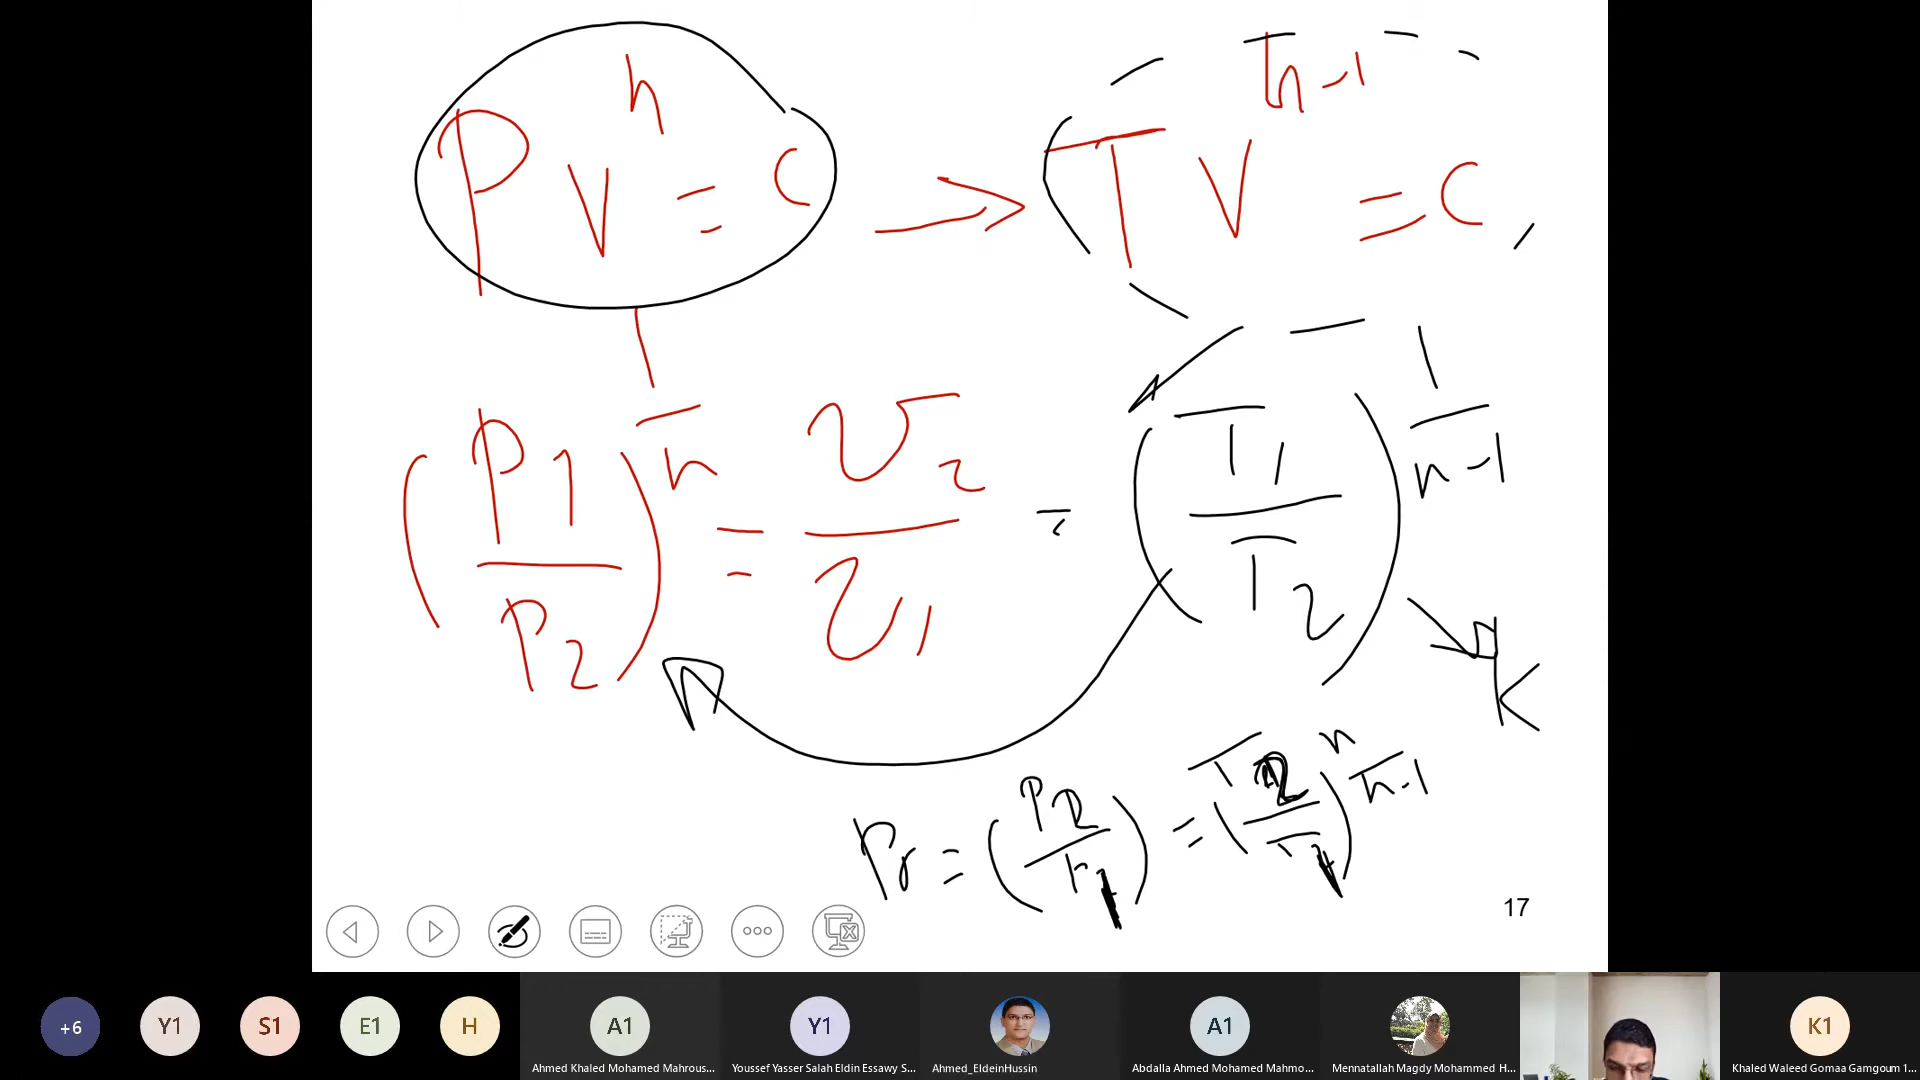 PVⁿ = C → TVⁿ⁻¹ = C
(P1/P2)^(1/n) = V2/V1 = (T1/T2)^(1/(n-1))
K
Pr = (P2/P1) = (T2/T1)^(n/(n-1))
17
+6 Y1 S1 E1 H A1 Y1 A1 K1
Ahmed Khaled Mohamed Mahrous... Youssef Yasser Salah Eldin Essawy S... Ahmed_EldeinHussin Abdalla Ahmed Mohamed Mahmo... Mennatallah Magdy Mohammed H... Khaled Waleed Gomaa Gamgoum 1...